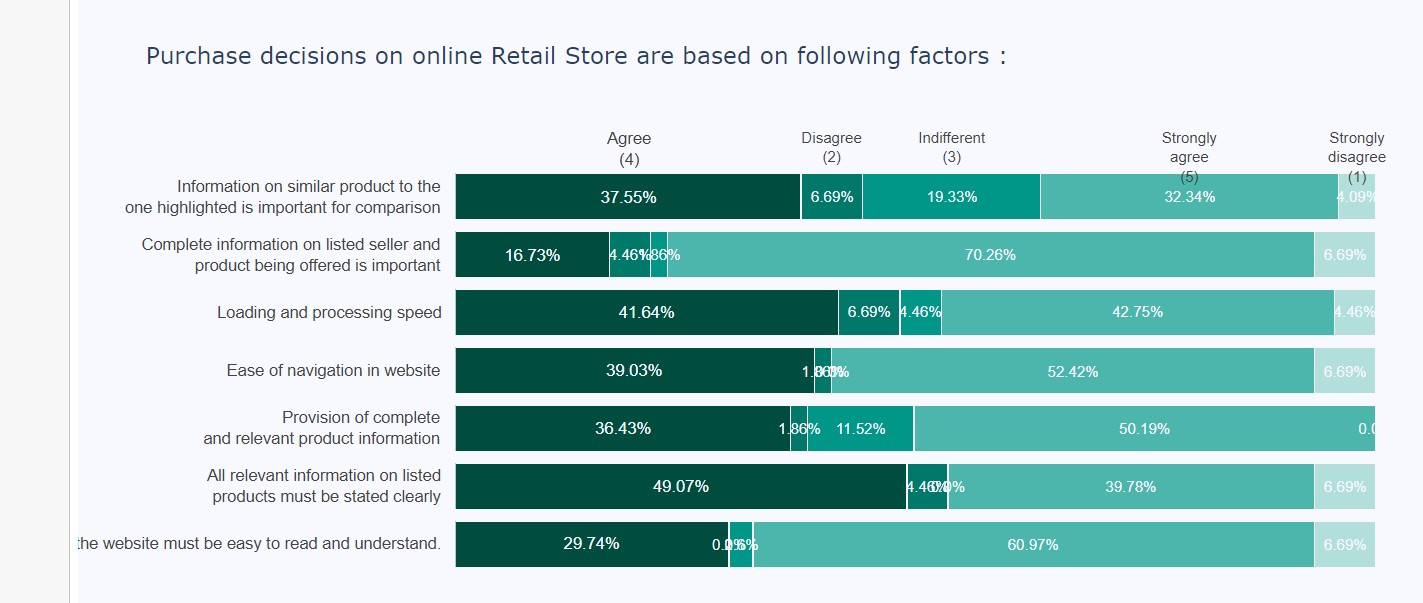 Purchase decisions on online Retail Store are based on following factors :
Agree
(4)
Disagree
(2)
Indifferent
(3)
Strongly
agree
(5)
Strongly
disagree
(1)
Information on similar product to the
one highlighted is important for comparison
37.55% 6.69% 19.33% 32.34% 4.09%
Complete information on listed seller and
product being offered is important
16.73% 4.46% 70.26% 6.69%
Loading and processing speed
41.64% 6.69% 4.46% 42.75% 4.46%
Ease of navigation in website
39.03% 52.42% 6.69%
Provision of complete
and relevant product information
36.43% 1.86% 11.52% 50.19%
All relevant information on listed
products must be stated clearly
49.07% 4.46% 39.78% 6.69%
the website must be easy to read and understand.
29.74% 60.97% 6.69%